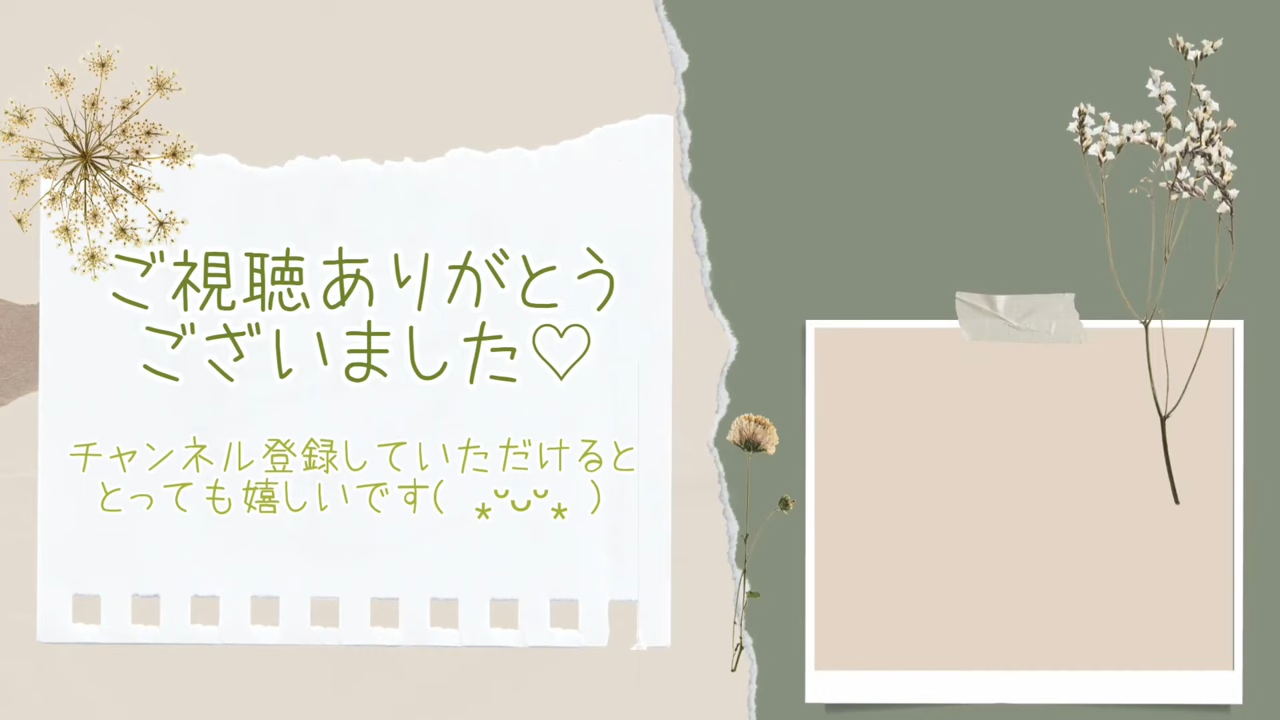 ご視聴ありがとう
ございました♡
チャンネル登録していただけると
とっても嬉しいです( ⁎ᵕᴗᵕ⁎ )